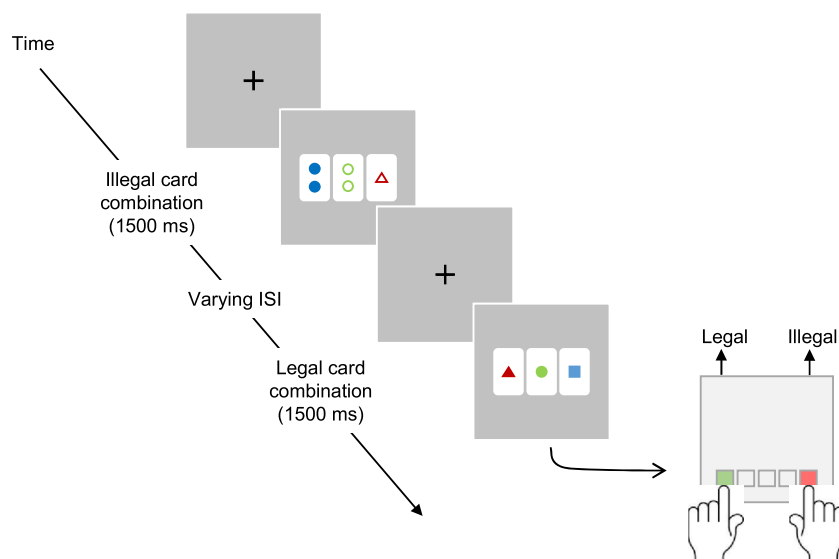 Time
Illegal card
combination
(1500 ms)
Varying ISI
Legal card
combination
(1500 ms)
Legal
Illegal